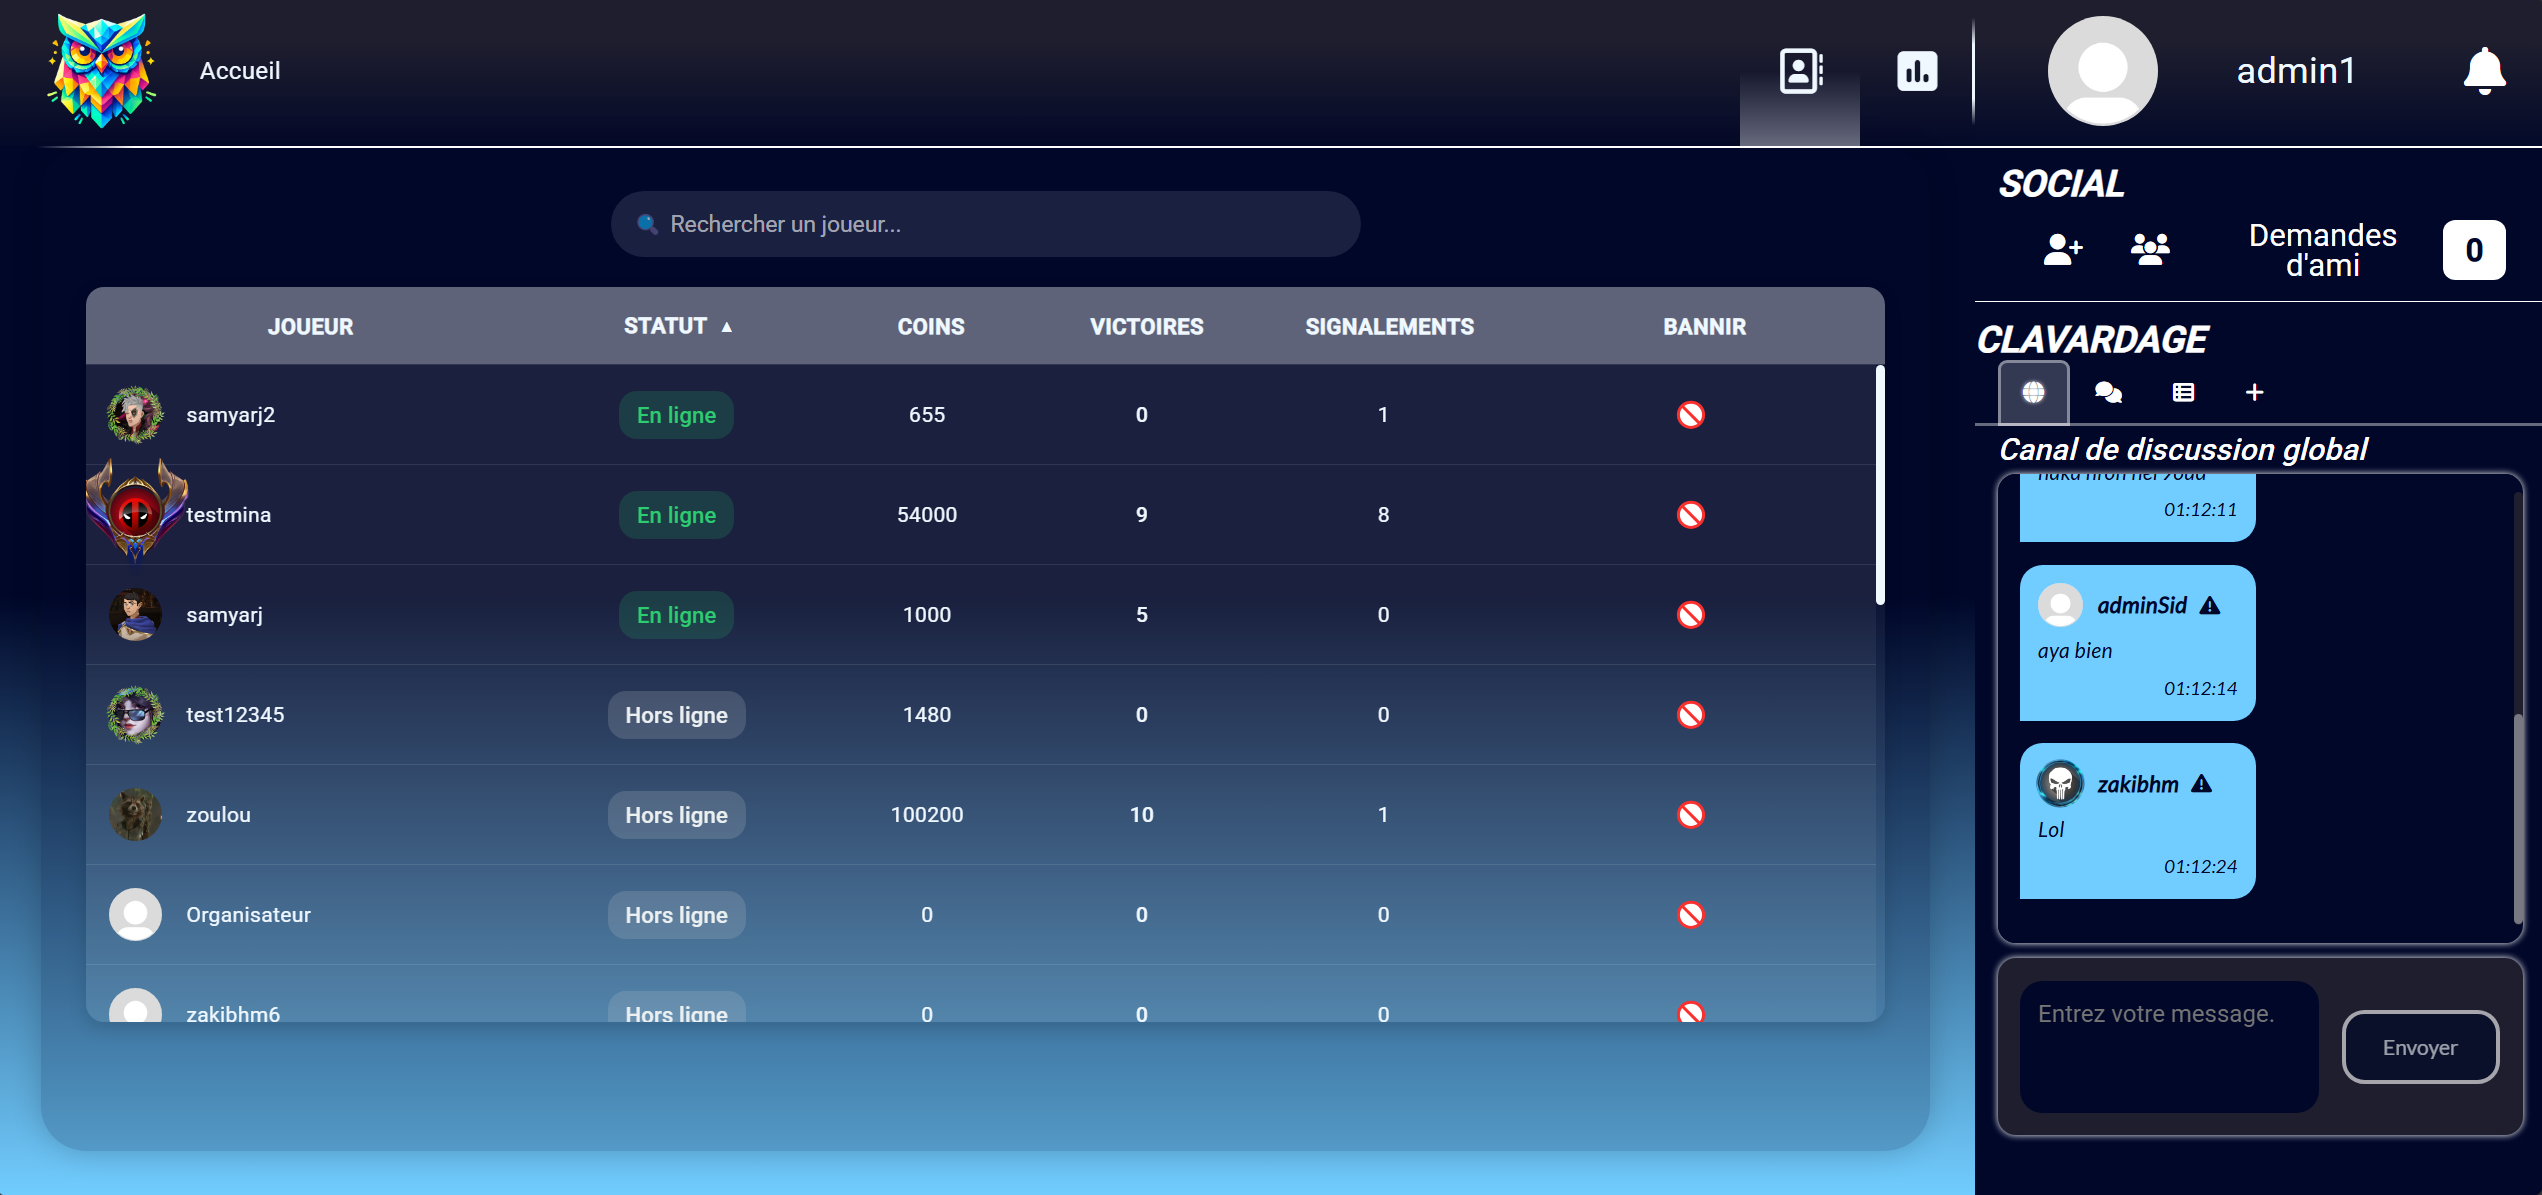 Accueil
admin1
Rechercher un joueur...
JOUEUR STATUT ▲ COINS VICTOIRES SIGNALEMENTS BANNIR
samyarj2 En ligne 655 0 1
testmina En ligne 54000 9 8
samyarj En ligne 1000 5 0
test12345 Hors ligne 1480 0 0
zoulou Hors ligne 100200 10 1
Organisateur Hors ligne 0 0 0
zakibhm6 Hors ligne 0 0 0
SOCIAL
Demandes
d'ami
0
CLAVARDAGE
Canal de discussion global
01:12:11
adminSid
aya bien
01:12:14
zakibhm
Lol
01:12:24
Entrez votre message.
Envoyer